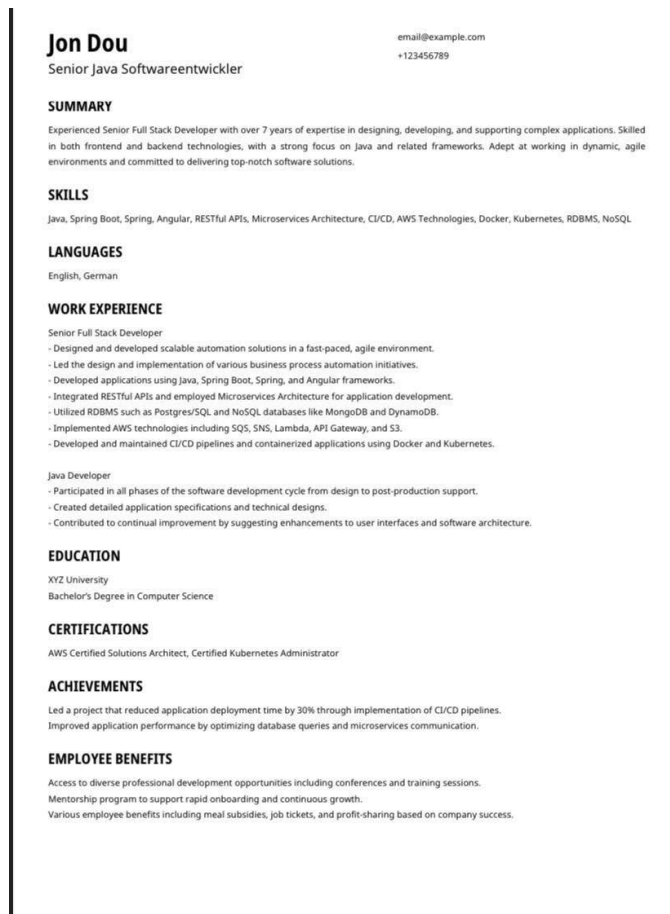 Jon Dou
Senior Java Softwareentwickler
email@example.com
+123456789
SUMMARY
Experienced Senior Full Stack Developer with over 7 years of expertise in designing, developing, and supporting complex applications. Skilled
in both frontend and backend technologies, with a strong focus on Java and related frameworks. Adept at working in dynamic, agile
environments and committed to delivering top-notch software solutions.
SKILLS
Java, Spring Boot, Spring, Angular, RESTful APIs, Microservices Architecture, CI/CD, AWS Technologies, Docker, Kubernetes, RDBMS, NoSQL
LANGUAGES
English, German
WORK EXPERIENCE
Senior Full Stack Developer
- Designed and developed scalable automation solutions in a fast-paced, agile environment.
- Led the design and implementation of various business process automation initiatives.
- Developed applications using Java, Spring Boot, Spring, and Angular frameworks.
- Integrated RESTful APIs and employed Microservices Architecture for application development.
- Utilized RDBMS such as Postgres/SQL and NoSQL databases like MongoDB and DynamoDB.
- Implemented AWS technologies including SQS, SNS, Lambda, API Gateway, and S3.
- Developed and maintained CI/CD pipelines and containerized applications using Docker and Kubernetes.
Java Developer
- Participated in all phases of the software development cycle from design to post-production support.
- Created detailed application specifications and technical designs.
- Contributed to continual improvement by suggesting enhancements to user interfaces and software architecture.
EDUCATION
XYZ University
Bachelor's Degree in Computer Science
CERTIFICATIONS
AWS Certified Solutions Architect, Certified Kubernetes Administrator
ACHIEVEMENTS
Led a project that reduced application deployment time by 30% through implementation of CI/CD pipelines.
Improved application performance by optimizing database queries and microservices communication.
EMPLOYEE BENEFITS
Access to diverse professional development opportunities including conferences and training sessions.
Mentorship program to support rapid onboarding and continuous growth.
Various employee benefits including meal subsidies, job tickets, and profit-sharing based on company success.